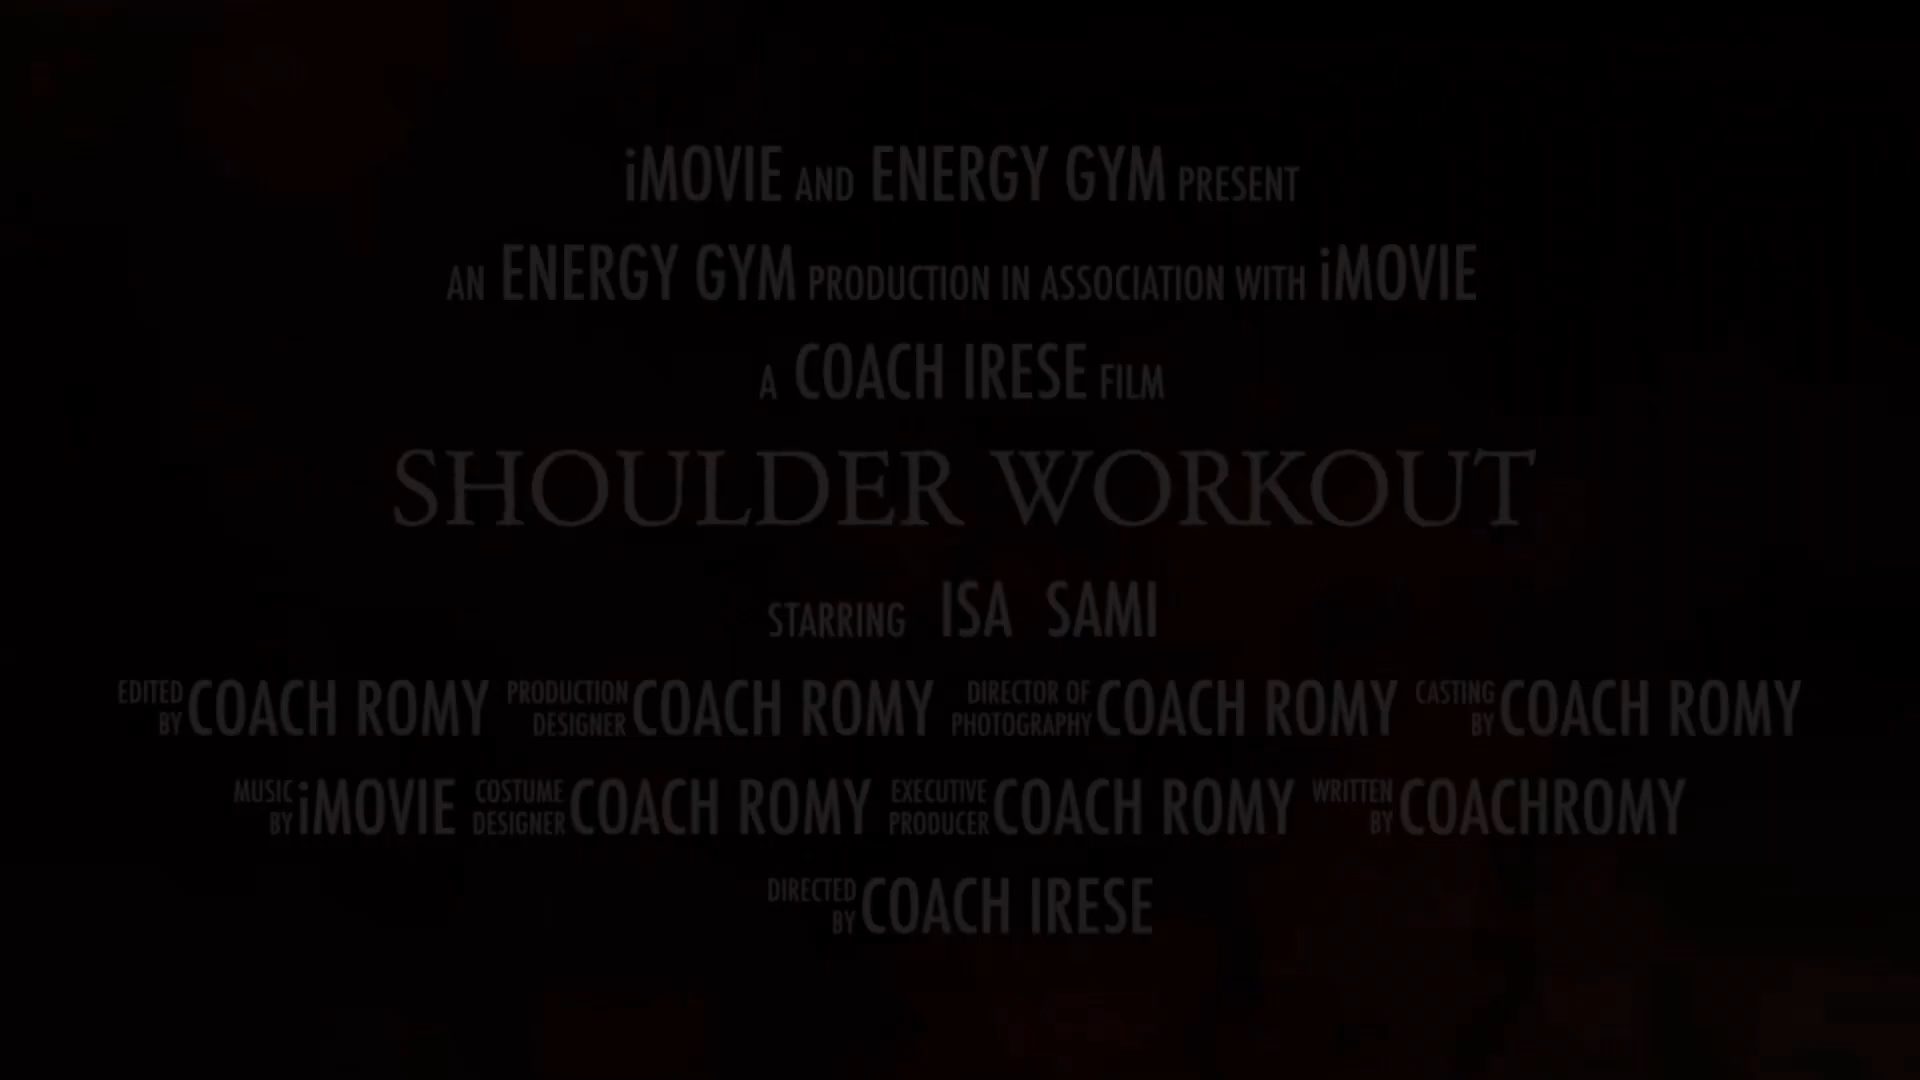 iMOVIE AND ENERGY GYM PRESENT
AN ENERGY GYM PRODUCTION IN ASSOCIATION WITH iMOVIE
A COACH IRESE FILM
SHOULDER WORKOUT
STARRING ISA SAMI
EDITED BY COACH ROMY PRODUCTION DESIGNER COACH ROMY DIRECTOR OF PHOTOGRAPHY COACH ROMY CASTING BY COACH ROMY
MUSIC BY iMOVIE COSTUME DESIGNER COACH ROMY EXECUTIVE PRODUCER COACH ROMY WRITTEN BY COACHROMY
DIRECTED BY COACH IRESE